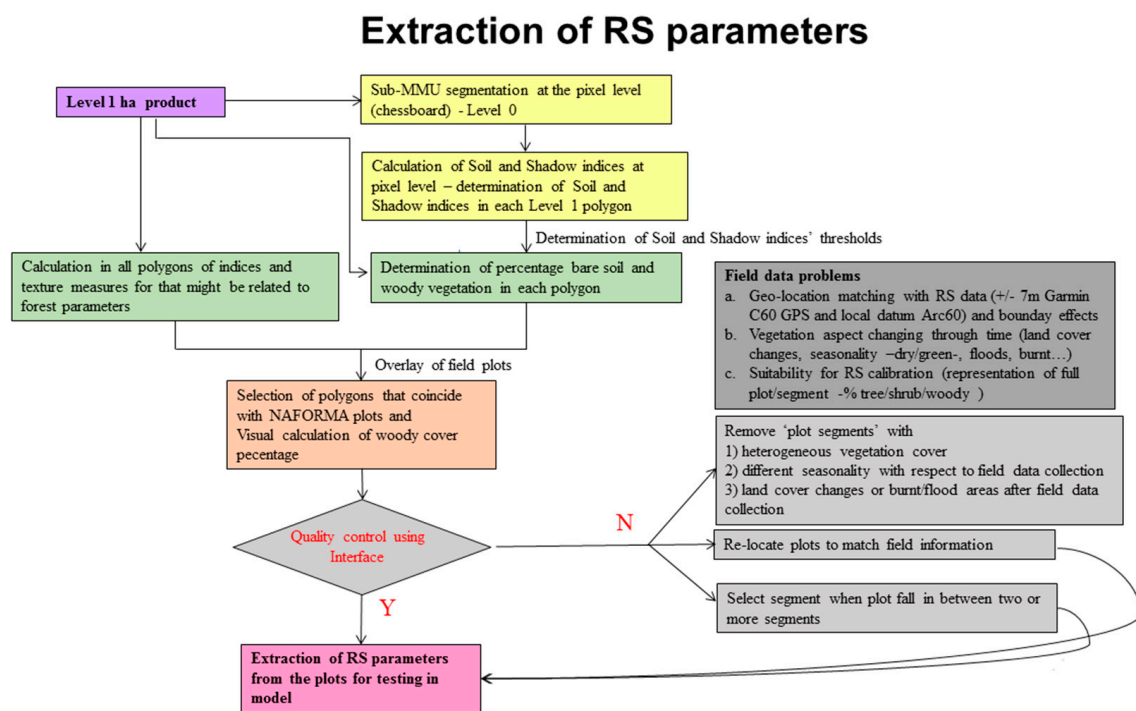 Extraction of RS parameters
Level 1 ha product
Sub-MMU segmentation at the pixel level
(chessboard) - Level 0
Calculation of Soil and Shadow indices at
pixel level – determination of Soil and
Shadow indices in each Level 1 polygon
Determination of Soil and Shadow indices' thresholds
Calculation in all polygons of indices and
texture measures for that might be related to
forest parameters
Determination of percentage bare soil and
woody vegetation in each polygon
Field data problems
a. Geo-location matching with RS data (+/- 7m Garmin
C60 GPS and local datum Arc60) and bounday effects
b. Vegetation aspect changing through time (land cover
changes, seasonality –dry/green-, floods, burnt…)
c. Suitability for RS calibration (representation of full
plot/segment -% tree/shrub/woody )
Overlay of field plots
Selection of polygons that coincide
with NAFORMA plots and
Visual calculation of woody cover
pecentage
Remove 'plot segments' with
1) heterogeneous vegetation cover
2) different seasonality with respect to field data collection
3) land cover changes or burnt/flood areas after field data
collection
Quality control using
Interface
N
Re-locate plots to match field information
Y
Select segment when plot fall in between two or
more segments
Extraction of RS parameters
from the plots for testing in
model